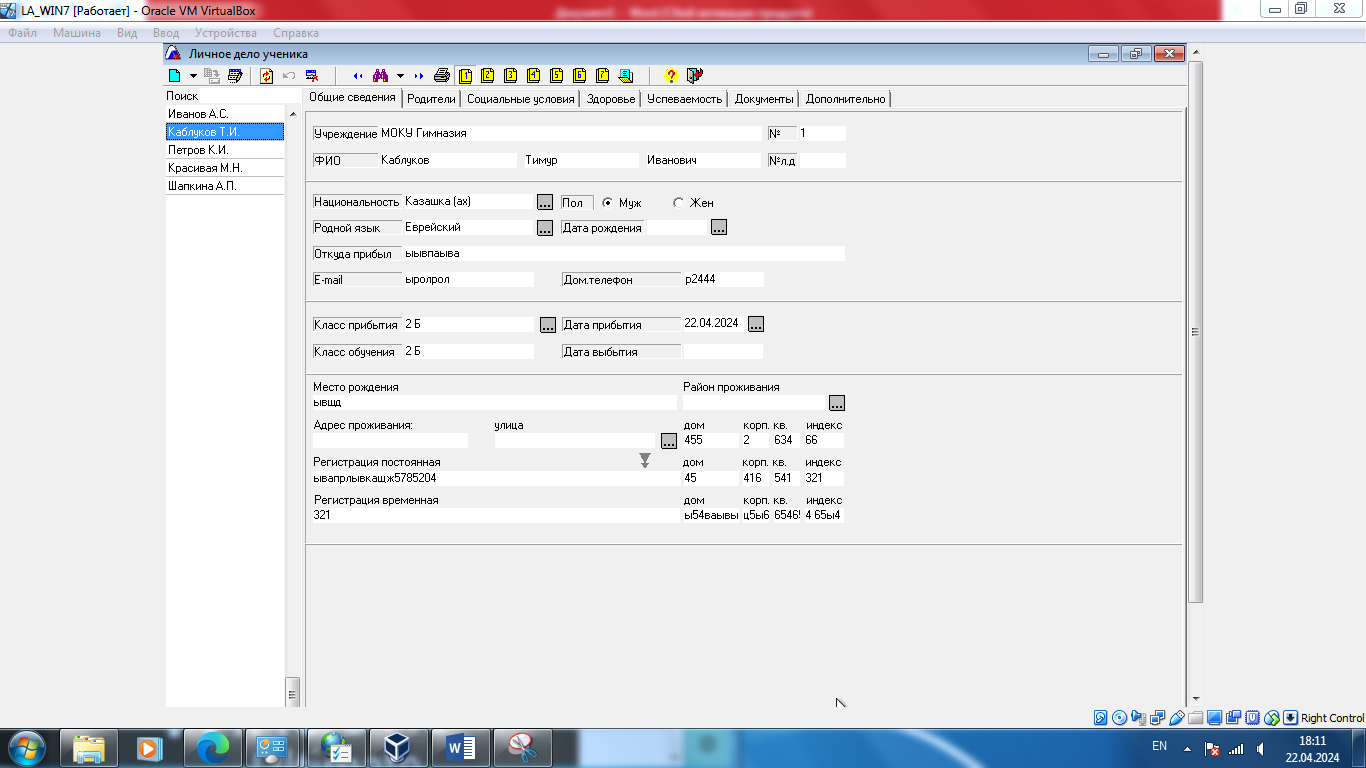 LA_WIN7 [Работает] - Oracle VM VirtualBox
Файл Машина Вид Ввод Устройства Справка
Личное дело ученика
Поиск
Иванов А.С.
Каблуков Т.И.
Петров К.И.
Красивая М.Н.
Шапкина А.П.
Общие сведения Родители Социальные условия Здоровье Успеваемость Документы Дополнительно
Учреждение МОКУ Гимназия № 1
ФИО Каблуков Тимур Иванович №л.д
Национальность Казашка (ах) ... Пол Муж Жен
Родной язык Еврейский ... Дата рождения ...
Откуда прибыл ыывпаыва
E-mail ыролрол Дом.телефон р2444
Класс прибытия 2 Б ... Дата прибытия 22.04.2024 ...
Класс обучения 2 Б Дата выбытия
Место рождения Район проживания
ывщд ...
Адрес проживания: улица дом корп. кв. индекс
... 455 2 634 66
Регистрация постоянная дом корп. кв. индекс
ывапрлывкащж5785204 45 416 541 321
Регистрация временная дом корп. кв. индекс
321 ы54ваывы ц5ы6 6546 4 65ы4
Right Control
EN 18:11
22.04.2024